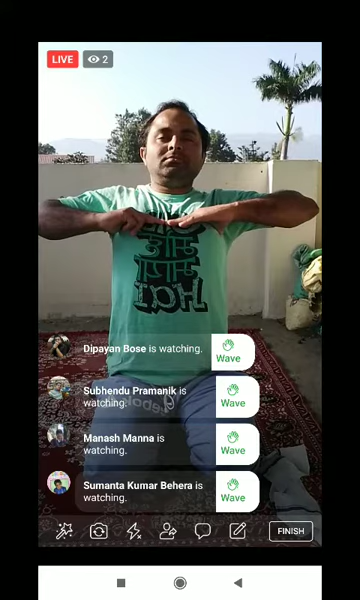 LIVE 2
Dipayan Bose is watching.
Wave
Subhendu Pramanik is
watching.
Wave
Manash Manna is
watching.
Wave
Sumanta Kumar Behera is
watching.
Wave
FINISH